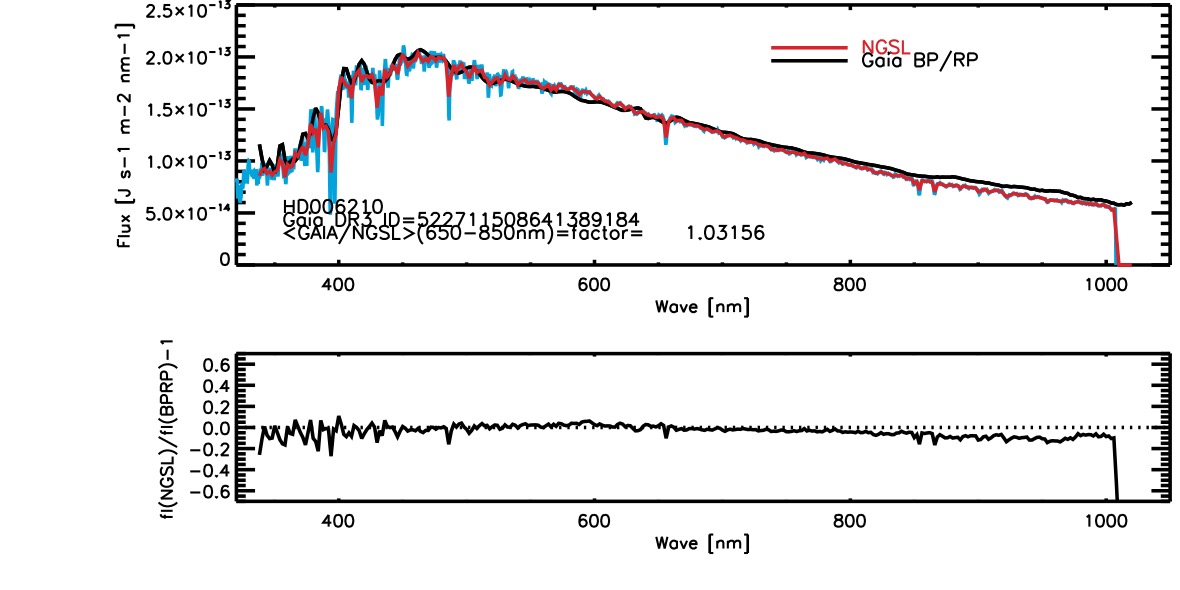 2.5×10−13
2.0×10−13
1.5×10−13
1.0×10−13
5.0×10−14
0
Flux [J s−1 m−2 nm−1]
NGSL
Gaia BP/RP
HD006210
Gaia DR3 ID=522711508641389184
<GAIA/NGSL>(650−850nm)=factor= 1.03156
400 600 800 1000
Wave [nm]
fl(NGSL)/fl(BPRP)−1
0.6
0.4
0.2
0.0
−0.2
−0.4
−0.6
400 600 800 1000
Wave [nm]